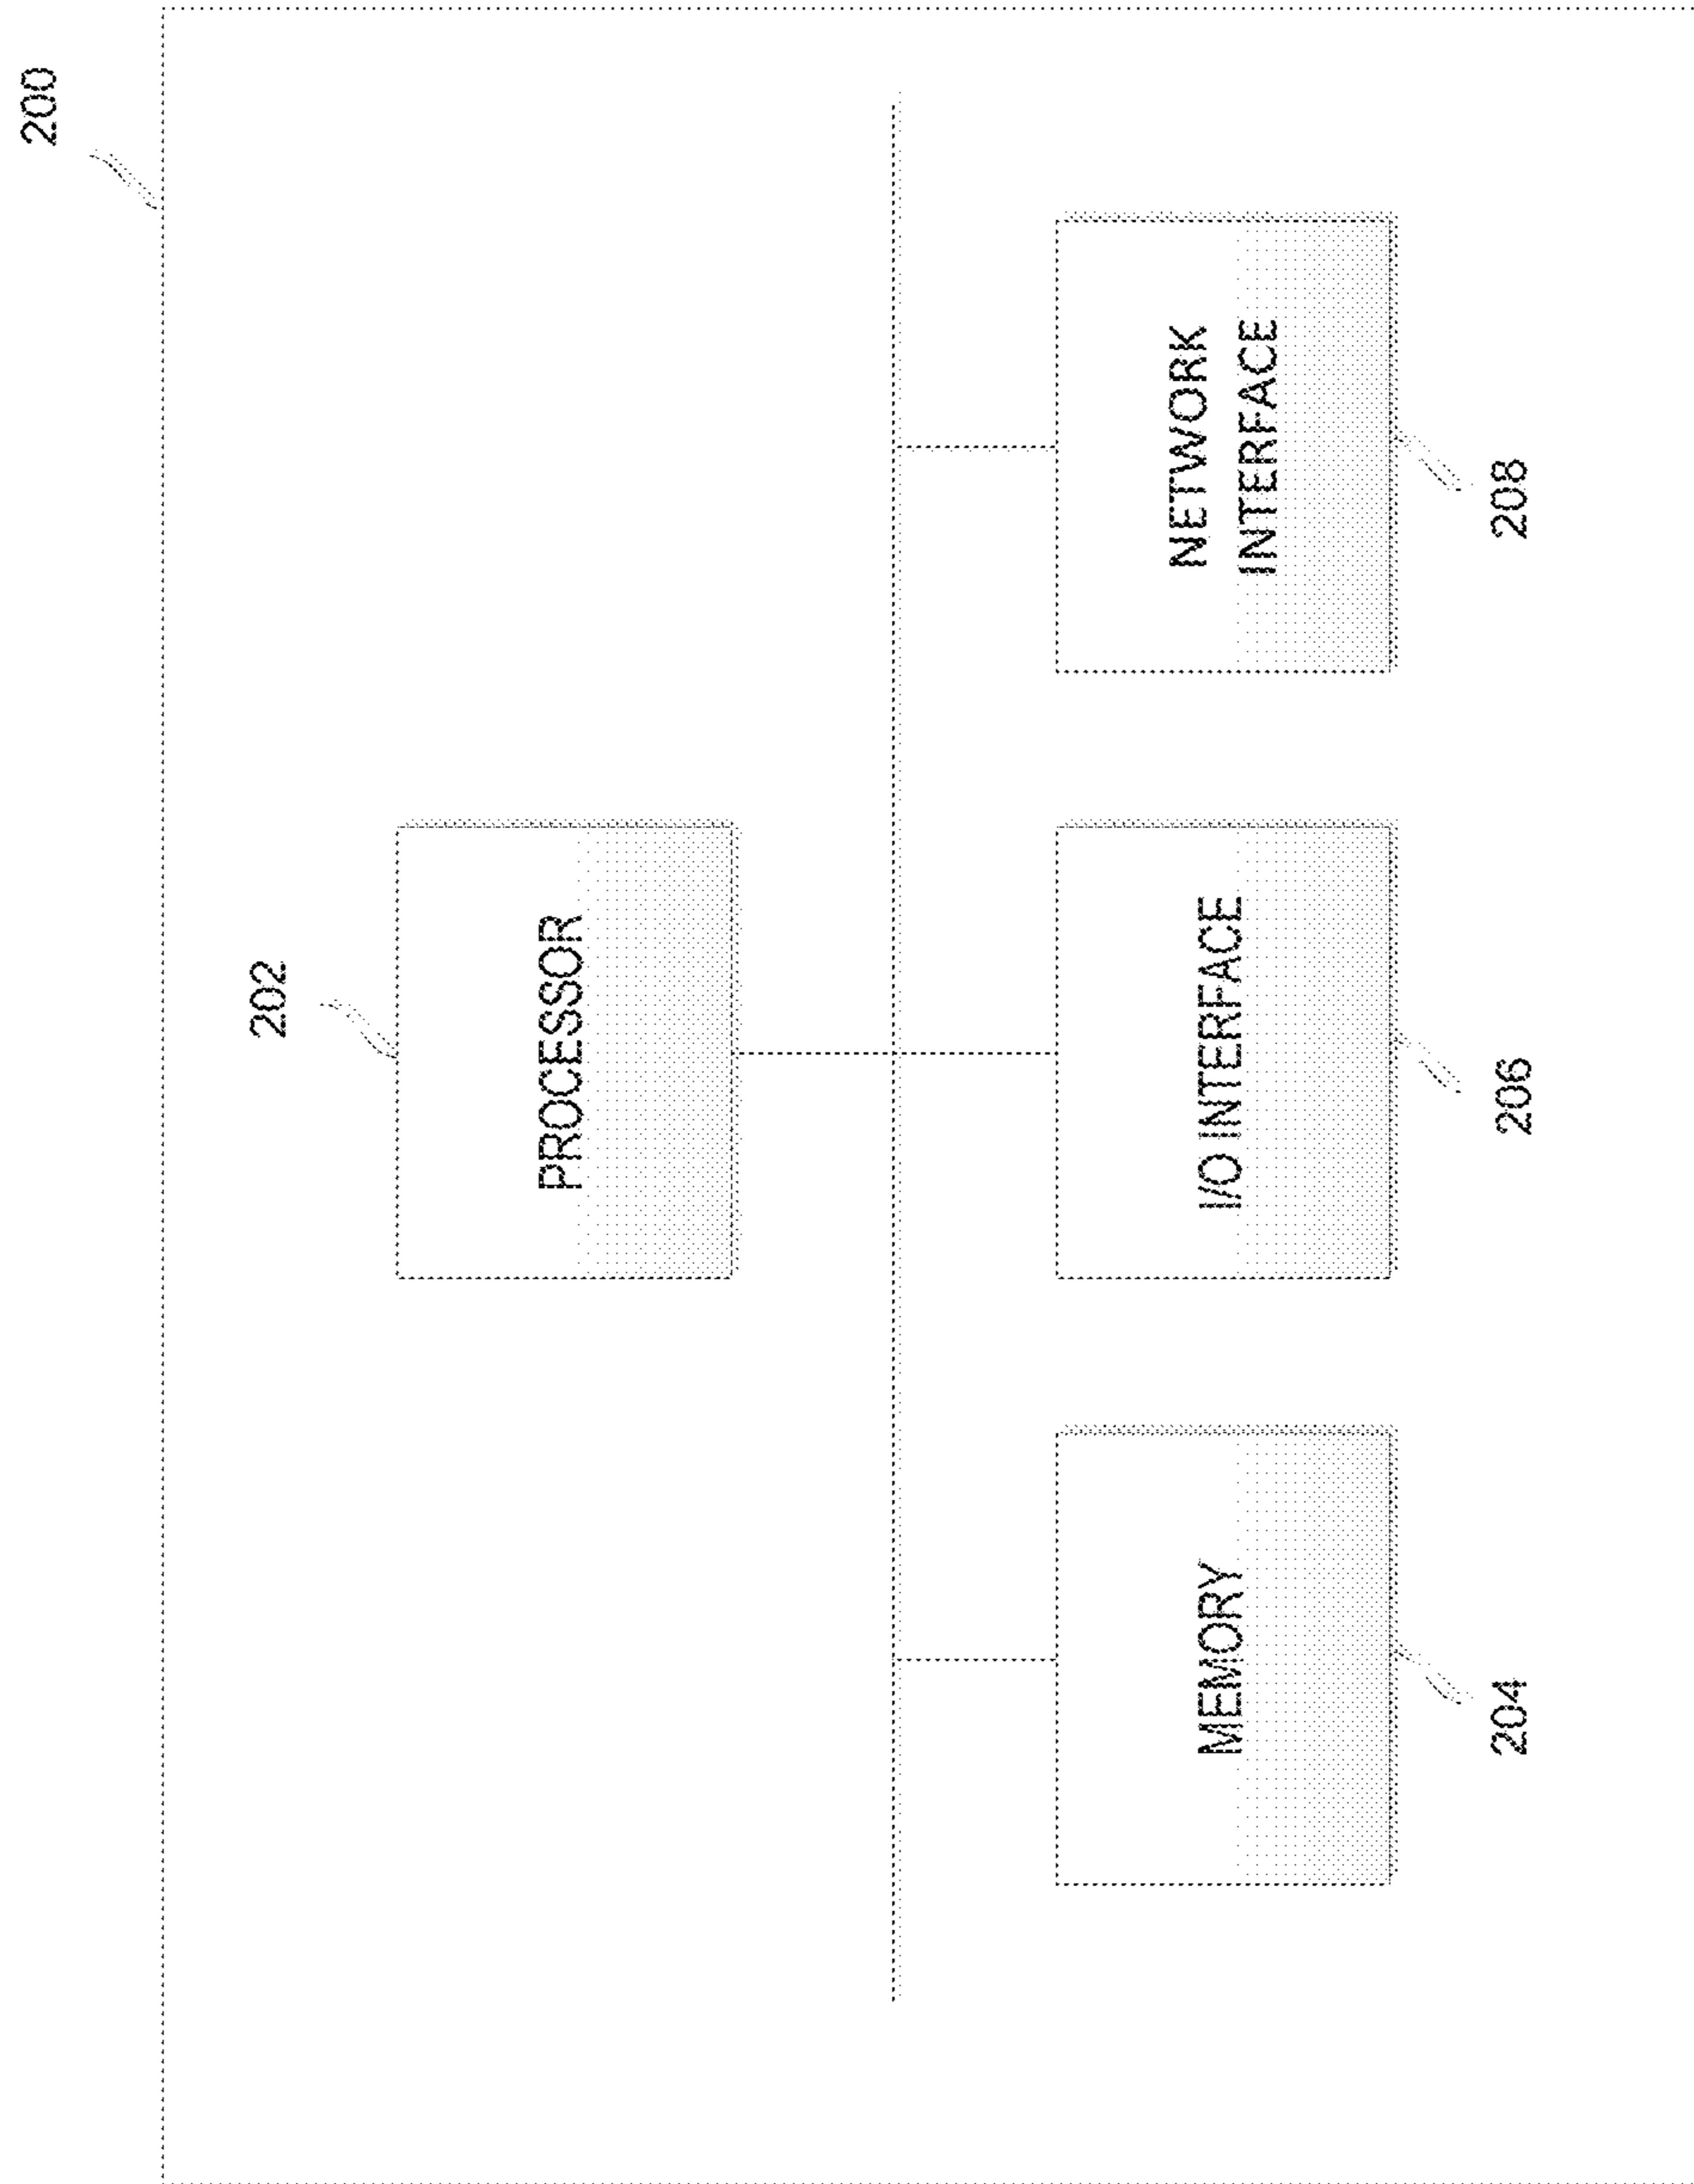 200
202
PROCESSOR
MEMORY
I/O INTERFACE
NETWORK
INTERFACE
204
206
208